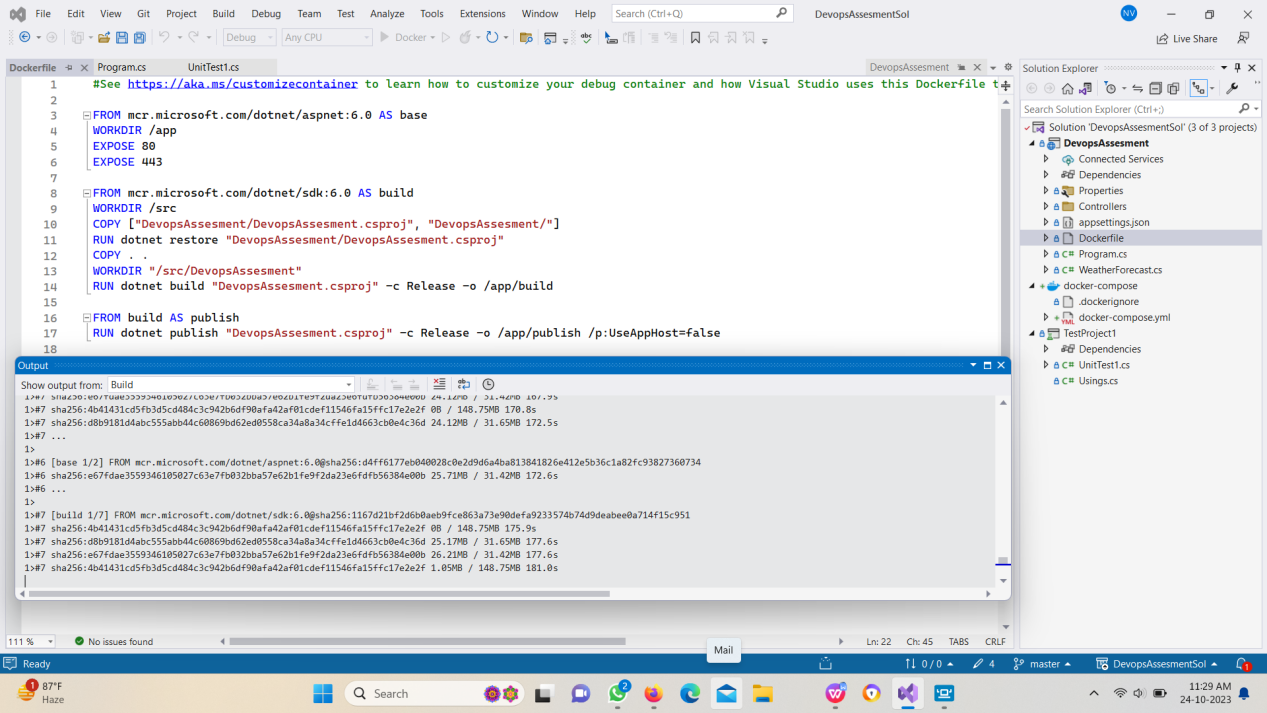 File Edit View Git Project Build Debug Team Test Analyze Tools Extensions Window Help Search (Ctrl+Q) DevopsAssesmentSol NV
Debug Any CPU Docker Live Share
Dockerfile Program.cs UnitTest1.cs DevopsAssesment
1 #See https://aka.ms/customizecontainer to learn how to customize your debug container and how Visual Studio uses this Dockerfile t
2
3 FROM mcr.microsoft.com/dotnet/aspnet:6.0 AS base
4 WORKDIR /app
5 EXPOSE 80
6 EXPOSE 443
7
8 FROM mcr.microsoft.com/dotnet/sdk:6.0 AS build
9 WORKDIR /src
10 COPY ["DevopsAssesment/DevopsAssesment.csproj", "DevopsAssesment/"]
11 RUN dotnet restore "DevopsAssesment/DevopsAssesment.csproj"
12 COPY . .
13 WORKDIR "/src/DevopsAssesment"
14 RUN dotnet build "DevopsAssesment.csproj" -c Release -o /app/build
15
16 FROM build AS publish
17 RUN dotnet publish "DevopsAssesment.csproj" -c Release -o /app/publish /p:UseAppHost=false
18
Output
Show output from: Build
1>#7 sha256:e67fdae3559346105027c63e7fb032bba57e62b1fe9f2da23e6fdfb56384e00b 24.12MB / 31.42MB 167.9s
1>#7 sha256:4b41431cd5fb3d5cd484c3c942b6df90afa42af01cdef11546fa15ffc17e2e2f 0B / 148.75MB 170.8s
1>#7 sha256:d8b9181d4abc555abb44c60869bd62ed0558ca34a8a34cffe1d4663cb0e4c36d 24.12MB / 31.65MB 172.5s
1>#7 ...
1>
1>#6 [base 1/2] FROM mcr.microsoft.com/dotnet/aspnet:6.0@sha256:d4ff6177eb040028c0e2d9d6a4ba813841826e412e5b36c1a82fc93827360734
1>#6 sha256:e67fdae3559346105027c63e7fb032bba57e62b1fe9f2da23e6fdfb56384e00b 25.71MB / 31.42MB 172.6s
1>#6 ...
1>
1>#7 [build 1/7] FROM mcr.microsoft.com/dotnet/sdk:6.0@sha256:1167d21bf2d6b0aeb9fce863a73e90defa9233574b74d9deabee0a714f15c951
1>#7 sha256:4b41431cd5fb3d5cd484c3c942b6df90afa42af01cdef11546fa15ffc17e2e2f 0B / 148.75MB 175.9s
1>#7 sha256:d8b9181d4abc555abb44c60869bd62ed0558ca34a8a34cffe1d4663cb0e4c36d 25.17MB / 31.65MB 177.6s
1>#7 sha256:e67fdae3559346105027c63e7fb032bba57e62b1fe9f2da23e6fdfb56384e00b 26.21MB / 31.42MB 177.6s
1>#7 sha256:4b41431cd5fb3d5cd484c3c942b6df90afa42af01cdef11546fa15ffc17e2e2f 1.05MB / 148.75MB 181.0s
111 % No issues found Ln: 22 Ch: 45 TABS CRLF
Solution Explorer
Search Solution Explorer (Ctrl+;)
Solution 'DevopsAssesmentSol' (3 of 3 projects)
DevopsAssesment
Connected Services
Dependencies
Properties
Controllers
appsettings.json
Dockerfile
C# Program.cs
C# WeatherForecast.cs
docker-compose
.dockerignore
YML docker-compose.yml
TestProject1
Dependencies
C# UnitTest1.cs
C# Usings.cs
Mail
Ready 0 / 0 4 master DevopsAssesmentSol 1
1 87°F
Haze
Search 2
11:29 AM
24-10-2023